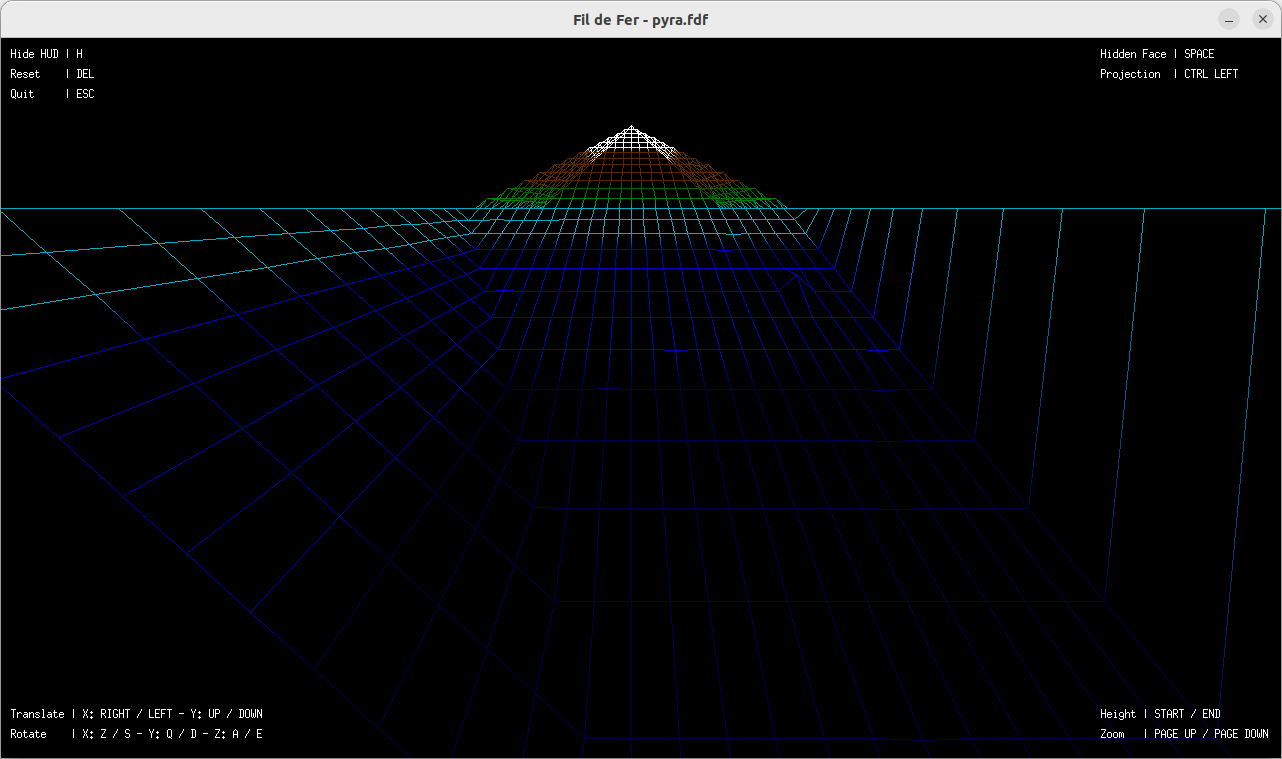 Fil de Fer - pyra.fdf
Hide HUD | H
Reset | DEL
Quit | ESC
Hidden Face | SPACE
Projection | CTRL LEFT
Translate | X: RIGHT / LEFT - Y: UP / DOWN
Rotate | X: Z / S - Y: Q / D - Z: A / E
Height | START / END
Zoom | PAGE UP / PAGE DOWN